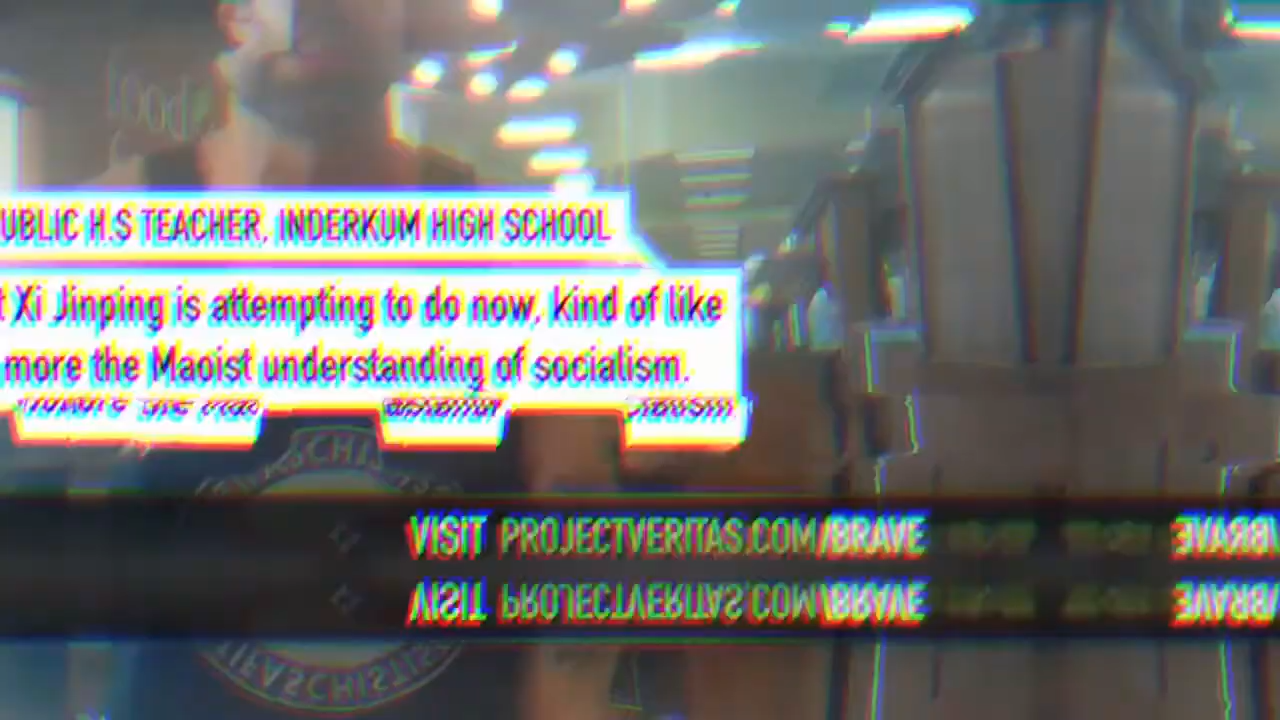 UBLIC H.S TEACHER, INDERKUM HIGH SCHOOL
t Xi Jinping is attempting to do now, kind of like
more the Maoist understanding of socialism.
VISIT PROJECTVERITAS.COM/BRAVE